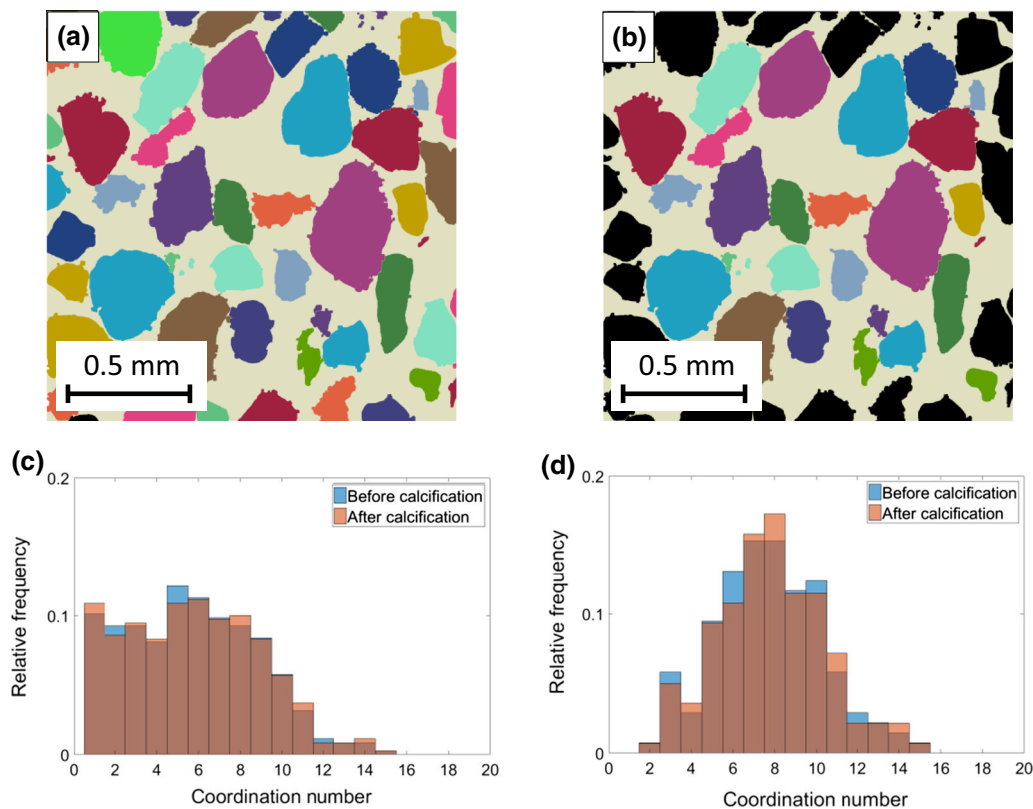 (a)
(b)
0.5 mm
0.5 mm
(c)
(d)
0.2
Before calcification
After calcification
0.1
0
Relative frequency
0 2 4 6 8 10 12 14 16 18 20
Coordination number
0.2
Before calcification
After calcification
0.1
0
Relative frequency
0 2 4 6 8 10 12 14 16 18 20
Coordination number